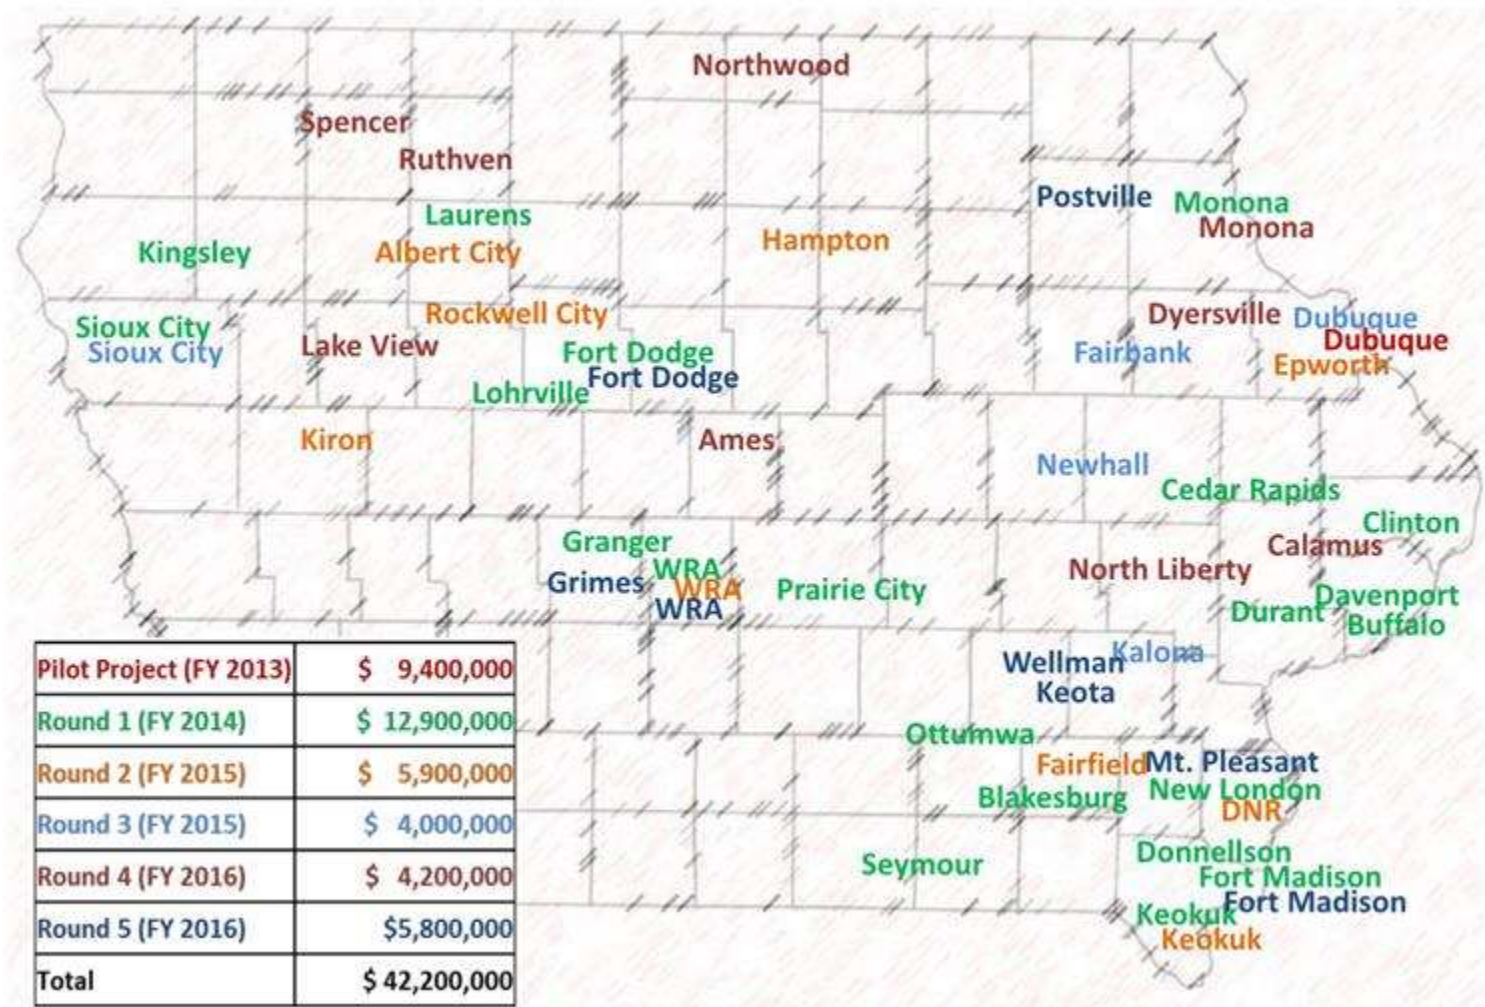 Northwood
Spencer
Ruthven
Postville
Monona
Laurens
Monona
Kingsley
Albert City
Hampton
Rockwell City
Dyersville
Dubuque
Sioux City
Dubuque
Sioux City
Lake View
Fort Dodge
Fairbank
Epworth
Fort Dodge
Lohrville
Kiron
Ames
Newhall
Cedar Rapids
Clinton
Granger
Calamus
WRA
North Liberty
Grimes
WRA
Prairie City
Davenport
WRA
Durant
Buffalo
Kalona
Wellman
Keota
Ottumwa
Fairfield
Mt. Pleasant
Blakesburg
New London
DNR
Donnellson
Seymour
Fort Madison
Fort Madison
Keokuk
Keokuk
Pilot Project (FY 2013) $ 9,400,000
Round 1 (FY 2014) $ 12,900,000
Round 2 (FY 2015) $ 5,900,000
Round 3 (FY 2015) $ 4,000,000
Round 4 (FY 2016) $ 4,200,000
Round 5 (FY 2016) $5,800,000
Total $ 42,200,000